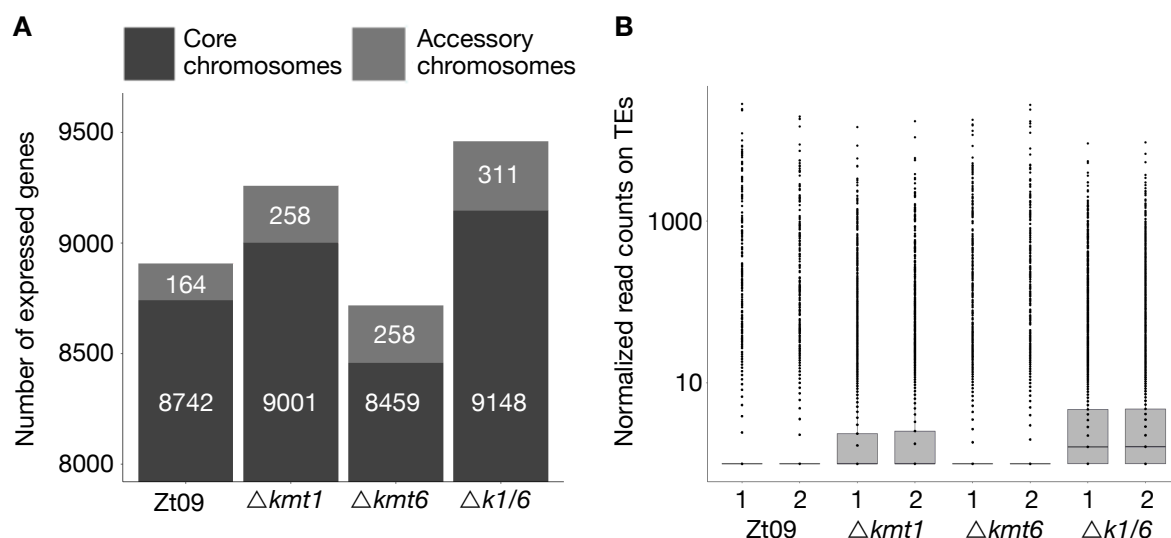 A
Core
chromosomes
Accessory
chromosomes
Number of expressed genes
9500
9000
8500
8000
164
8742
258
9001
258
8459
311
9148
Zt09
△kmt1
△kmt6
△k1/6
B
Normalized read counts on TEs
1000
10
1 2 1 2 1 2 1 2
Zt09 △kmt1 △kmt6 △k1/6